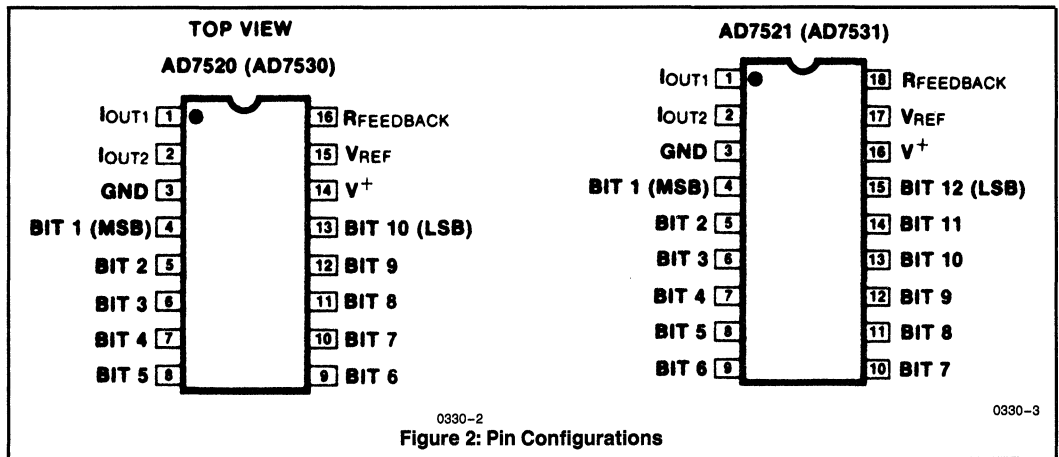 TOP VIEW
AD7520 (AD7530)
IOUT1 1
IOUT2 2
GND 3
BIT 1 (MSB) 4
BIT 2 5
BIT 3 6
BIT 4 7
BIT 5 8
16 RFEEDBACK
15 VREF
14 V+
13 BIT 10 (LSB)
12 BIT 9
11 BIT 8
10 BIT 7
9 BIT 6
0330-2
AD7521 (AD7531)
IOUT1 1
IOUT2 2
GND 3
BIT 1 (MSB) 4
BIT 2 5
BIT 3 6
BIT 4 7
BIT 5 8
BIT 6 9
18 RFEEDBACK
17 VREF
16 V+
15 BIT 12 (LSB)
14 BIT 11
13 BIT 10
12 BIT 9
11 BIT 8
10 BIT 7
0330-3
Figure 2: Pin Configurations